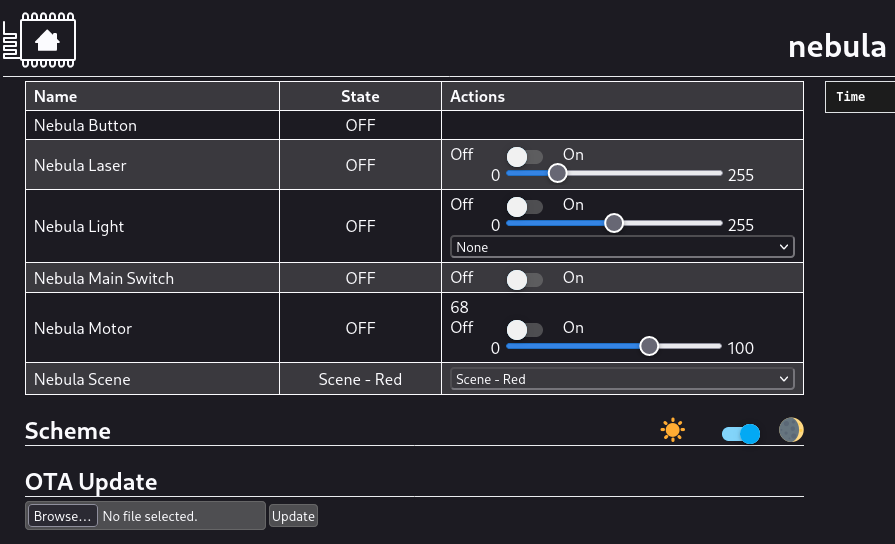 nebula
Name State Actions
Time
Nebula Button OFF
Nebula Laser OFF Off On
0 255
Nebula Light OFF Off On
0 255
None
Nebula Main Switch OFF Off On
68
Nebula Motor OFF Off On
0 100
Nebula Scene Scene - Red Scene - Red
Scheme
OTA Update
Browse... No file selected. Update